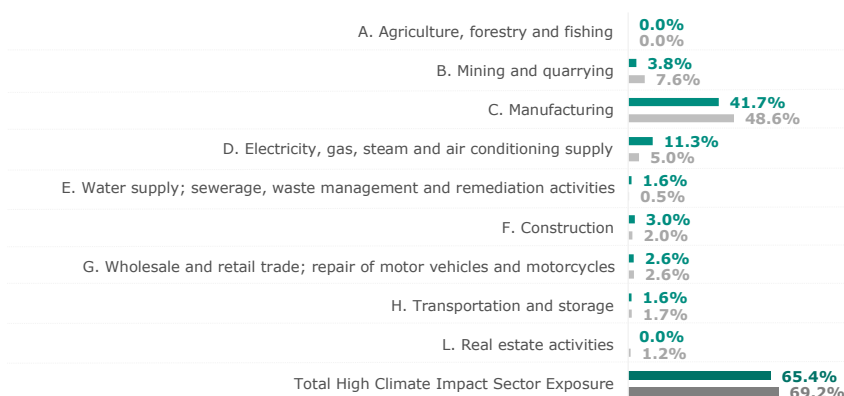 A. Agriculture, forestry and fishing
0.0%
0.0%
B. Mining and quarrying
3.8%
7.6%
C. Manufacturing
41.7%
48.6%
D. Electricity, gas, steam and air conditioning supply
11.3%
5.0%
E. Water supply; sewerage, waste management and remediation activities
1.6%
0.5%
F. Construction
3.0%
2.0%
G. Wholesale and retail trade; repair of motor vehicles and motorcycles
2.6%
2.6%
H. Transportation and storage
1.6%
1.7%
L. Real estate activities
0.0%
1.2%
Total High Climate Impact Sector Exposure
65.4%
69.2%